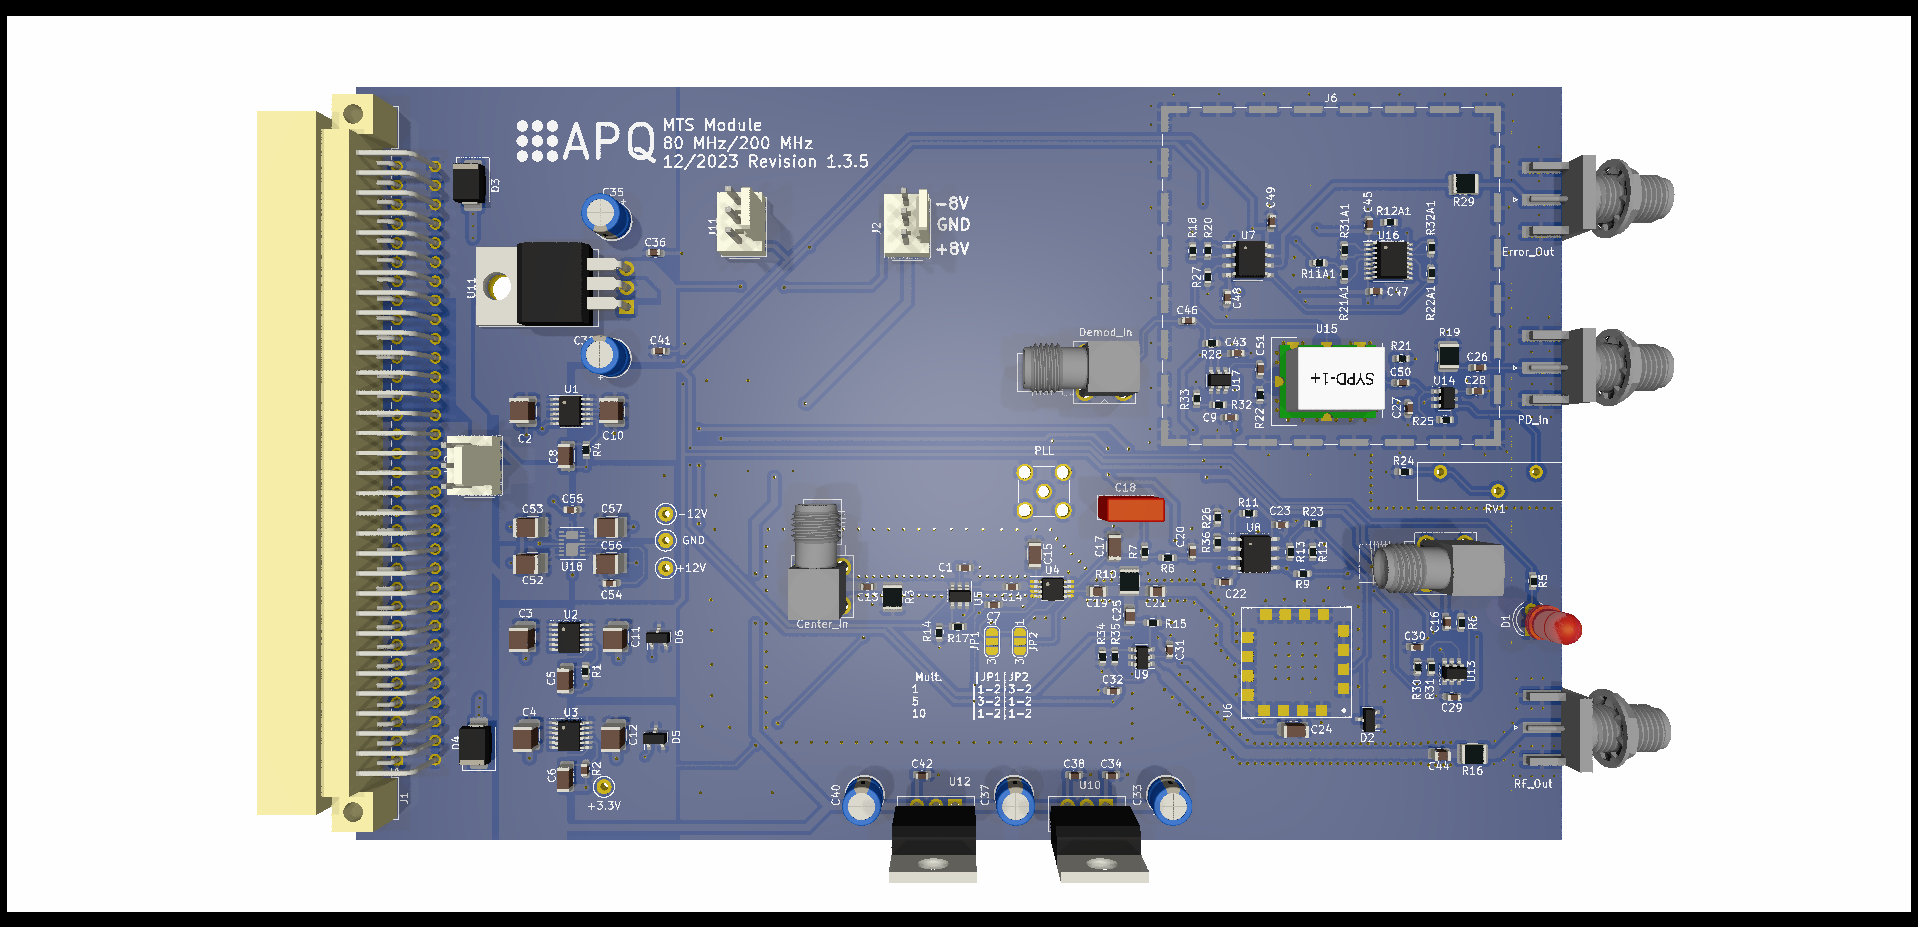 APQ
MTS Module
80 MHz/200 MHz
12/2023 Revision 1.3.5
J6
D3
C35
C36
J11
J2
-8V
GND
+8V
U11
C41
R18
R20
U7
C49
R27
C48
C46
R31A1
C45
R12A1
U16
R32A1
R11A1
R21A1
C47
R22A1
R29
Error_Out
Demod_In
U15
R28
C43
C51
U17
R33
C9
R32
R22
SYPD-1+
R21
C50
C27
R25
R19
U14
C26
C28
PD_In
U1
C2
C10
C8
R4
PLL
C18
R24
RV1
C53
C55
C57
C56
U18
C52
C54
-12V
GND
+12V
C15
C17
R7
R8
C20
R26
R36
R11
U8
C23
R23
R13
R12
R9
C22
C13
R3
C1
U5
C14
C7
U4
C19
R10
C21
C25
R15
Center_In
R14
R17
JP1
JP2
1
3
1
3
R34
R35
U9
C31
C32
Mult. |JP1|JP2
1 |1-2|3-2
5 |3-2|1-2
10 |1-2|1-2
U6
C24
D2
R5
D1
C16
R6
C30
R30
R31
U13
C29
C44
R16
Rf_Out
C3
U2
C11
D6
C5
R1
C4
U3
C12
D5
C6
R2
+3.3V
D4
J1
C40
C42
U12
C37
C38
C34
U10
C33